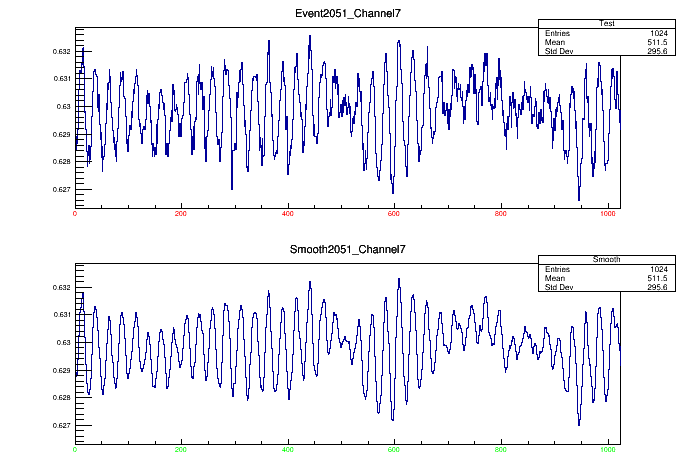 Event2051_Channel7
Test
Entries 1024
Mean 511.5
Std Dev 295.6
0.632
0.631
0.63
0.629
0.628
0.627
0 200 400 600 800 1000
Smooth2051_Channel7
Smooth
Entries 1024
Mean 511.5
Std Dev 295.6
0.632
0.631
0.63
0.629
0.628
0.627
0 200 400 600 800 1000